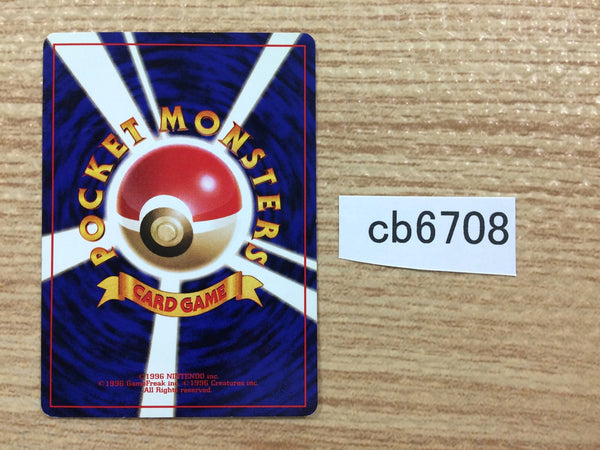 POCKET MONSTERS
CARD GAME
©1996 NINTENDO inc.
©1996 GameFreak inc. ©1996 Creatures inc.
All Rights reserved.
cb6708